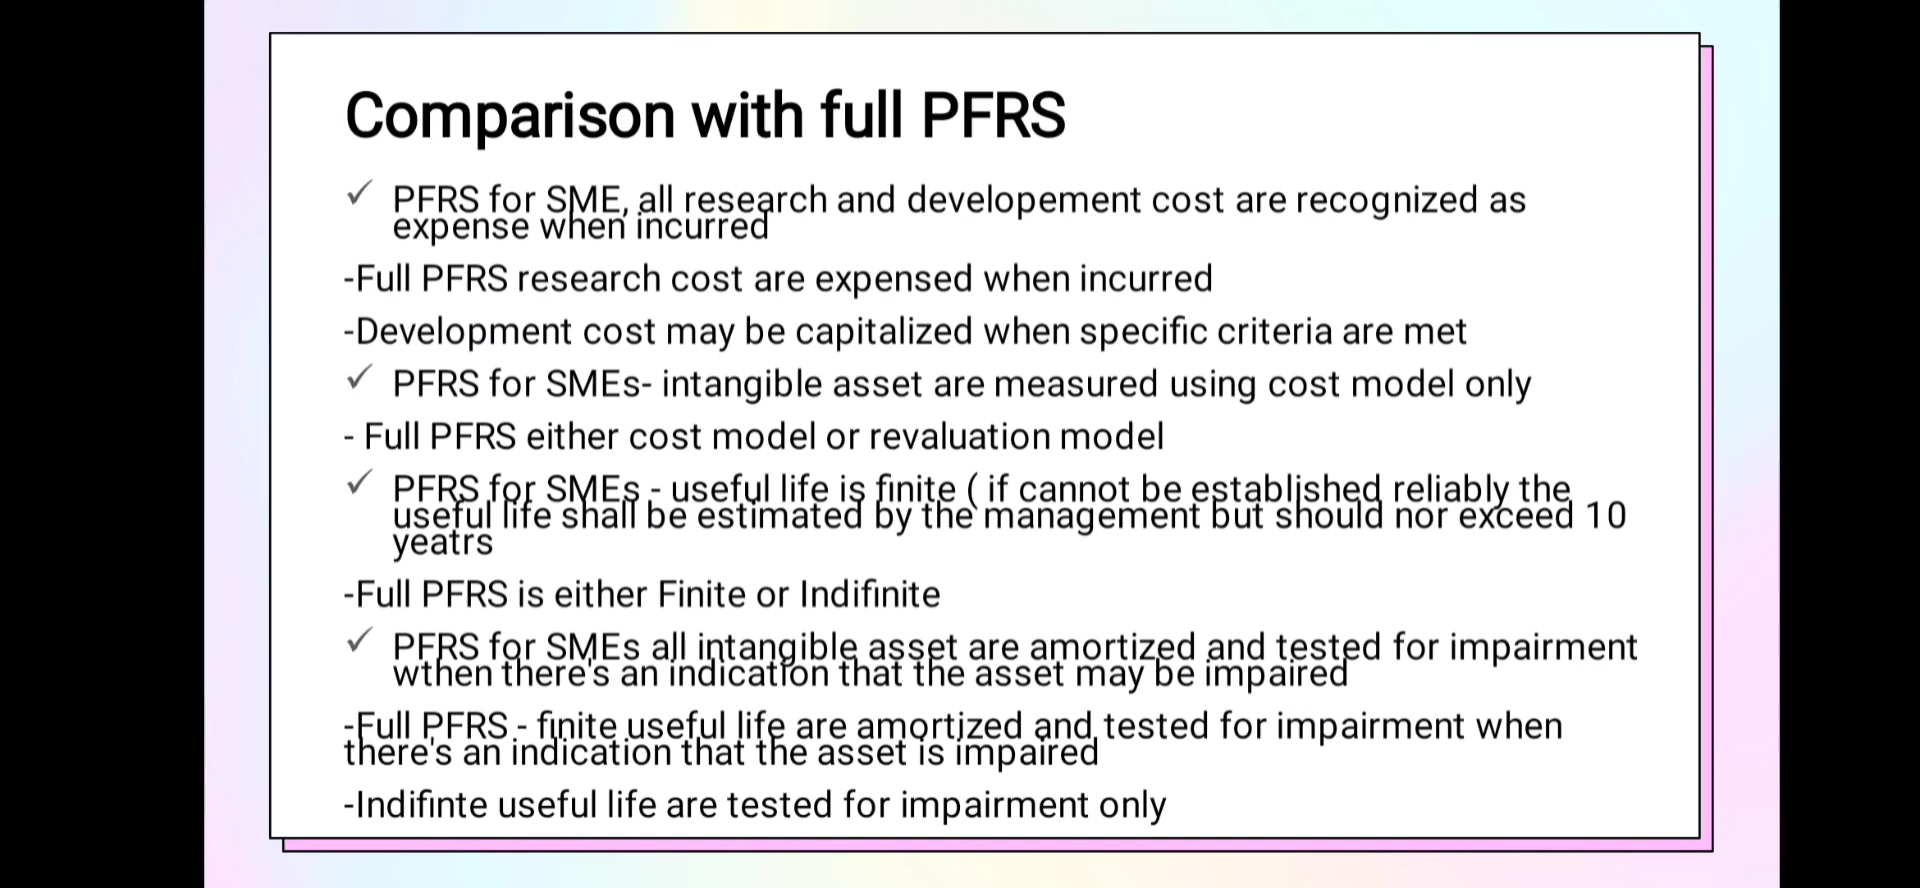 Comparison with full PFRS
✓ PFRS for SME, all research and developement cost are recognized as
expense when incurred
-Full PFRS research cost are expensed when incurred
-Development cost may be capitalized when specific criteria are met
✓ PFRS for SMEs- intangible asset are measured using cost model only
- Full PFRS either cost model or revaluation model
✓ PFRS for SMEs - useful life is finite ( if cannot be established reliably the
useful life shall be estimated by the management but should nor exceed 10
yeatrs
-Full PFRS is either Finite or Indifinite
✓ PFRS for SMEs all intangible asset are amortized and tested for impairment
wthen there's an indication that the asset may be impaired
-Full PFRS - finite useful life are amortized and tested for impairment when
there's an indication that the asset is impaired
-Indifinte useful life are tested for impairment only